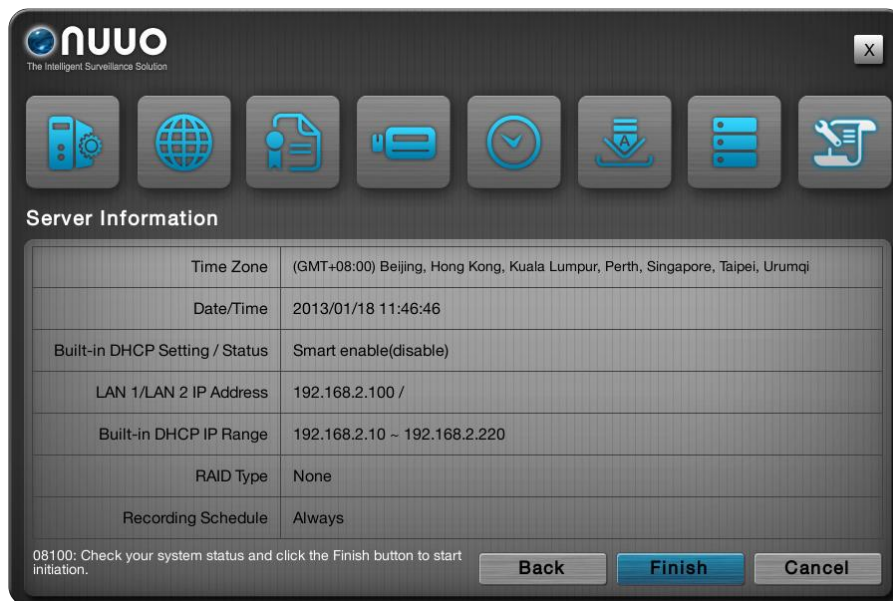 nuuo
The Intelligent Surveillance Solution
X
A
Server Information
Time Zone (GMT+08:00) Beijing, Hong Kong, Kuala Lumpur, Perth, Singapore, Taipei, Urumqi
Date/Time 2013/01/18 11:46:46
Built-in DHCP Setting / Status Smart enable(disable)
LAN 1/LAN 2 IP Address 192.168.2.100 /
Built-in DHCP IP Range 192.168.2.10 ~ 192.168.2.220
RAID Type None
Recording Schedule Always
08100: Check your system status and click the Finish button to start
initiation.
Back Finish Cancel